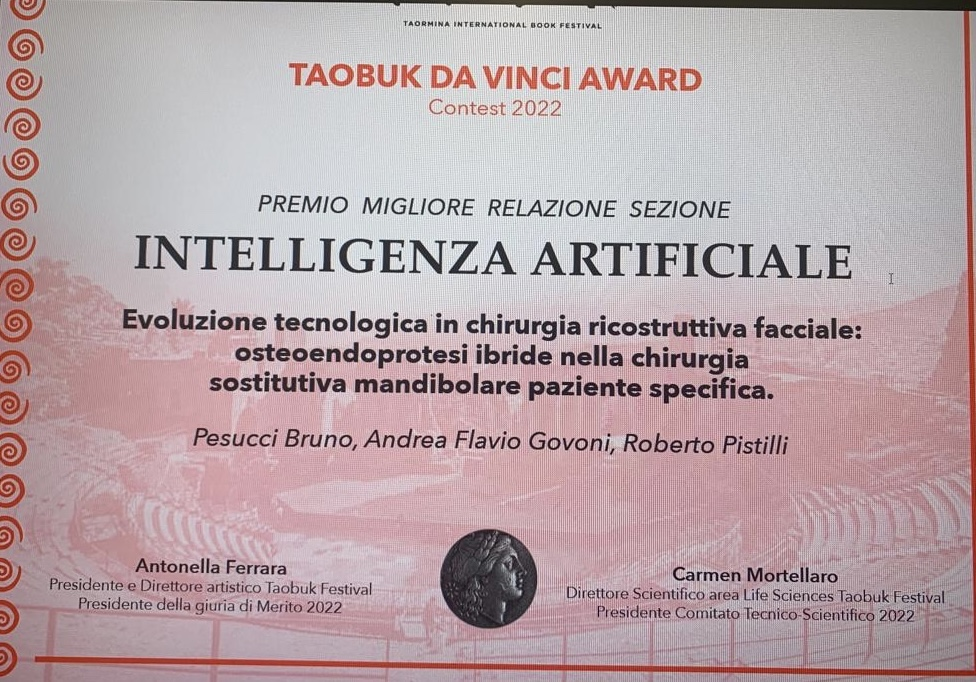 TAORMINA INTERNATIONAL BOOK FESTIVAL
TAOBUK DA VINCI AWARD
Contest 2022
PREMIO MIGLIORE RELAZIONE SEZIONE
INTELLIGENZA ARTIFICIALE
Evoluzione tecnologica in chirurgia ricostruttiva facciale:
osteoendoprotesi ibride nella chirurgia
sostitutiva mandibolare paziente specifica.
Pesucci Bruno, Andrea Flavio Govoni, Roberto Pistilli
Antonella Ferrara
Presidente e Direttore artistico Taobuk Festival
Presidente della giuria di Merito 2022
Carmen Mortellaro
Direttore Scientifico area Life Sciences Taobuk Festival
Presidente Comitato Tecnico-Scientifico 2022